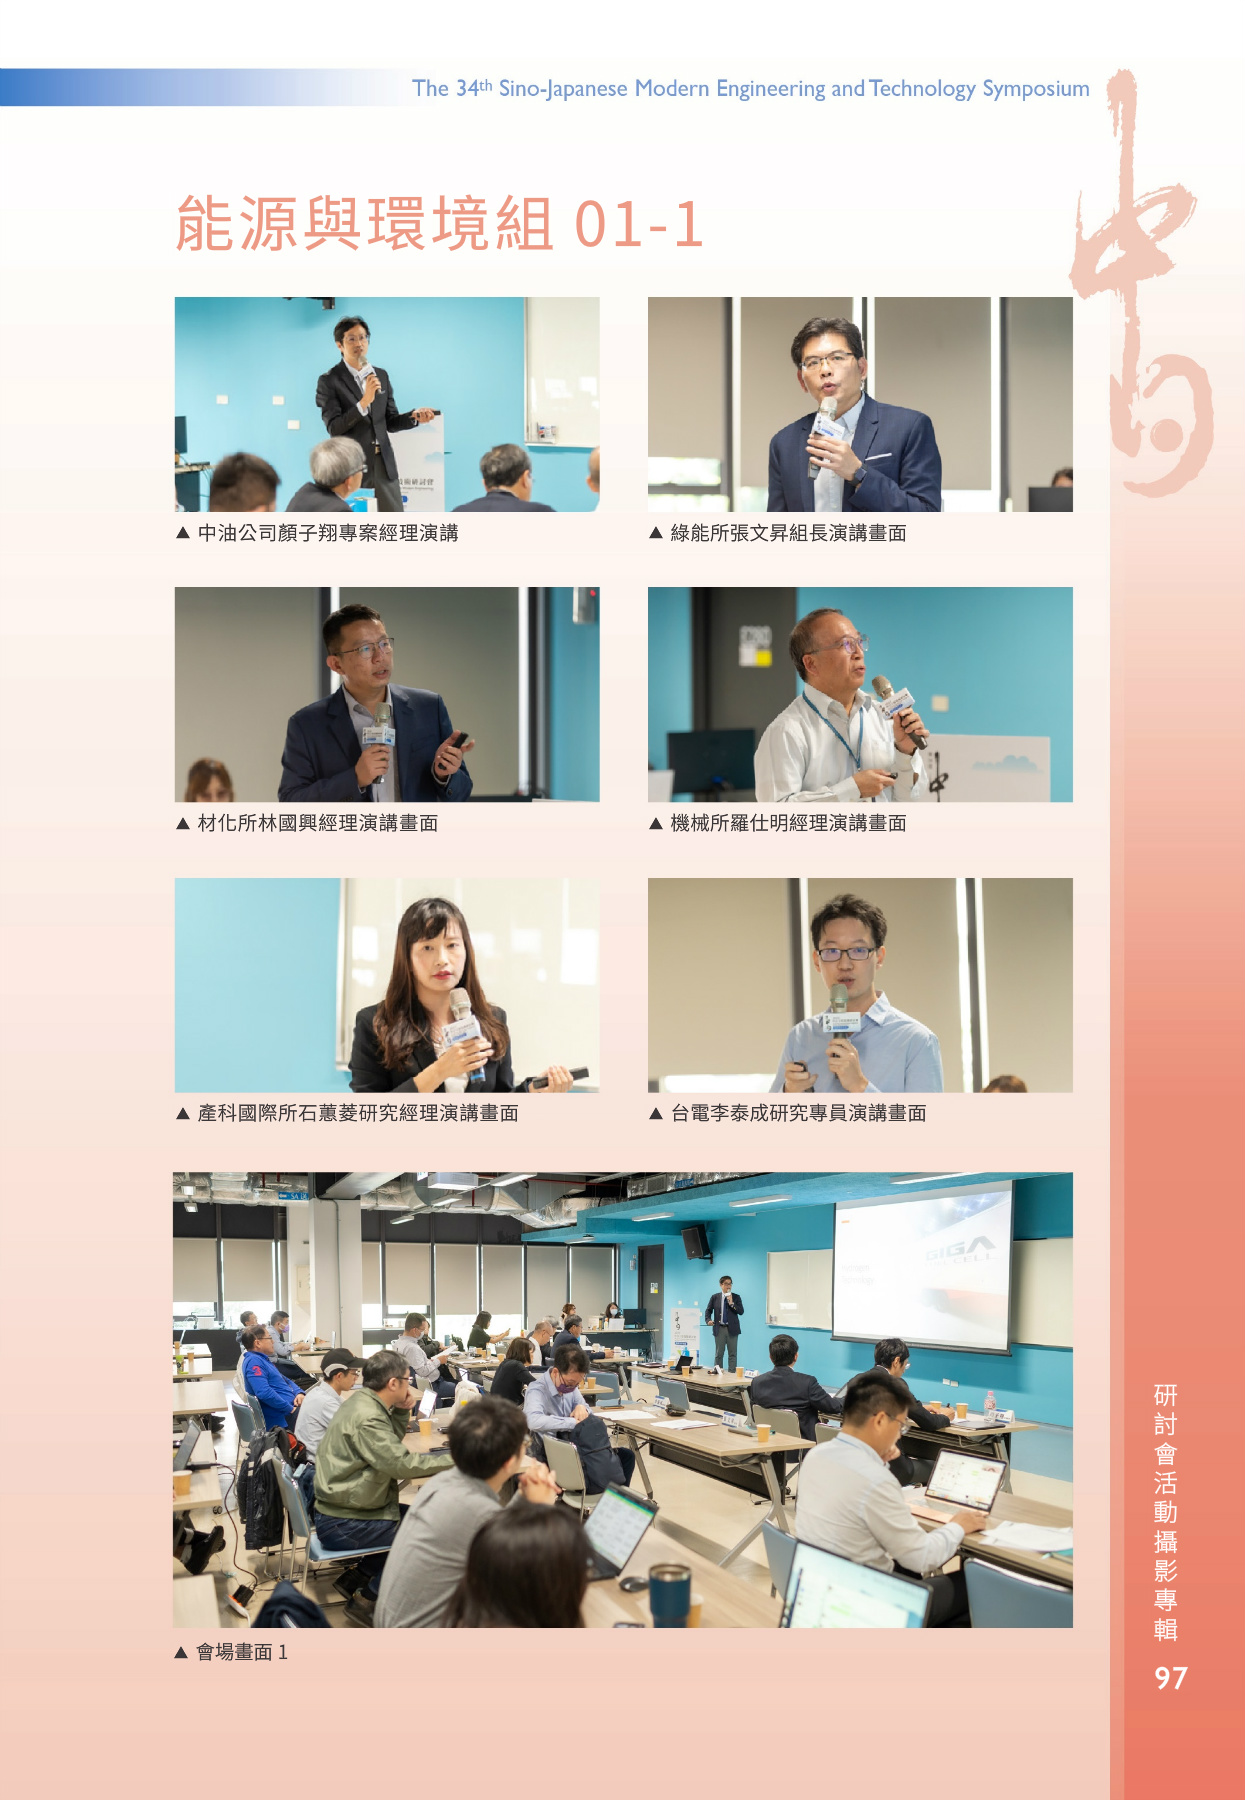 The 34th Sino-Japanese Modern Engineering and Technology Symposium
能源與環境組 01-1
▲ 中油公司顏子翔專案經理演講
▲ 綠能所張文昇組長演講畫面
▲ 材化所林國興經理演講畫面
▲ 機械所羅仕明經理演講畫面
▲ 產科國際所石蕙菱研究經理演講畫面
▲ 台電李泰成研究專員演講畫面
GIGA
▲ 會場畫面 1
研討會活動攝影專輯
97